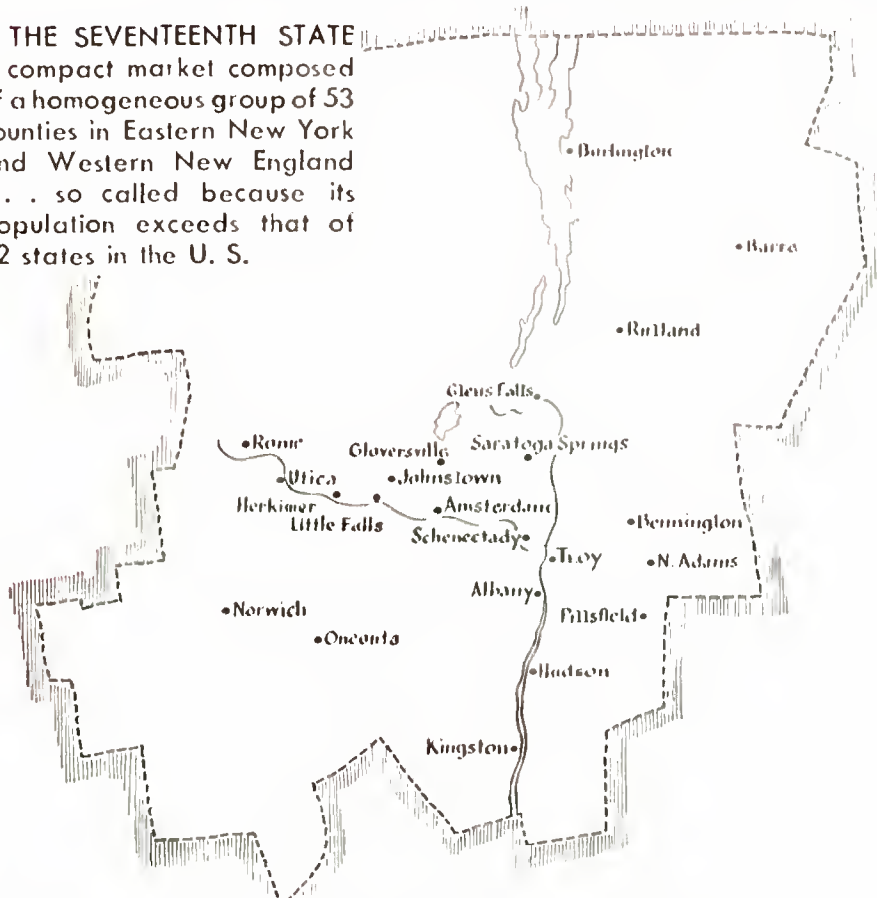 THE SEVENTEENTH STATE
compact market composed
f a homogeneous group of 53
ounties in Eastern New York
nd Western New England
. . so called because its
opulation exceeds that of
2 states in the U. S.
Burlington
Barre
Rutland
Glens Falls
Rome
Gloversville
Saratoga Springs
Utica
Johnstown
Herkimer
Amsterdam
Little Falls
Bennington
Schenectady
Troy
N. Adams
Albany
Norwich
Pittsfield
Oneonta
Hudson
Kingston